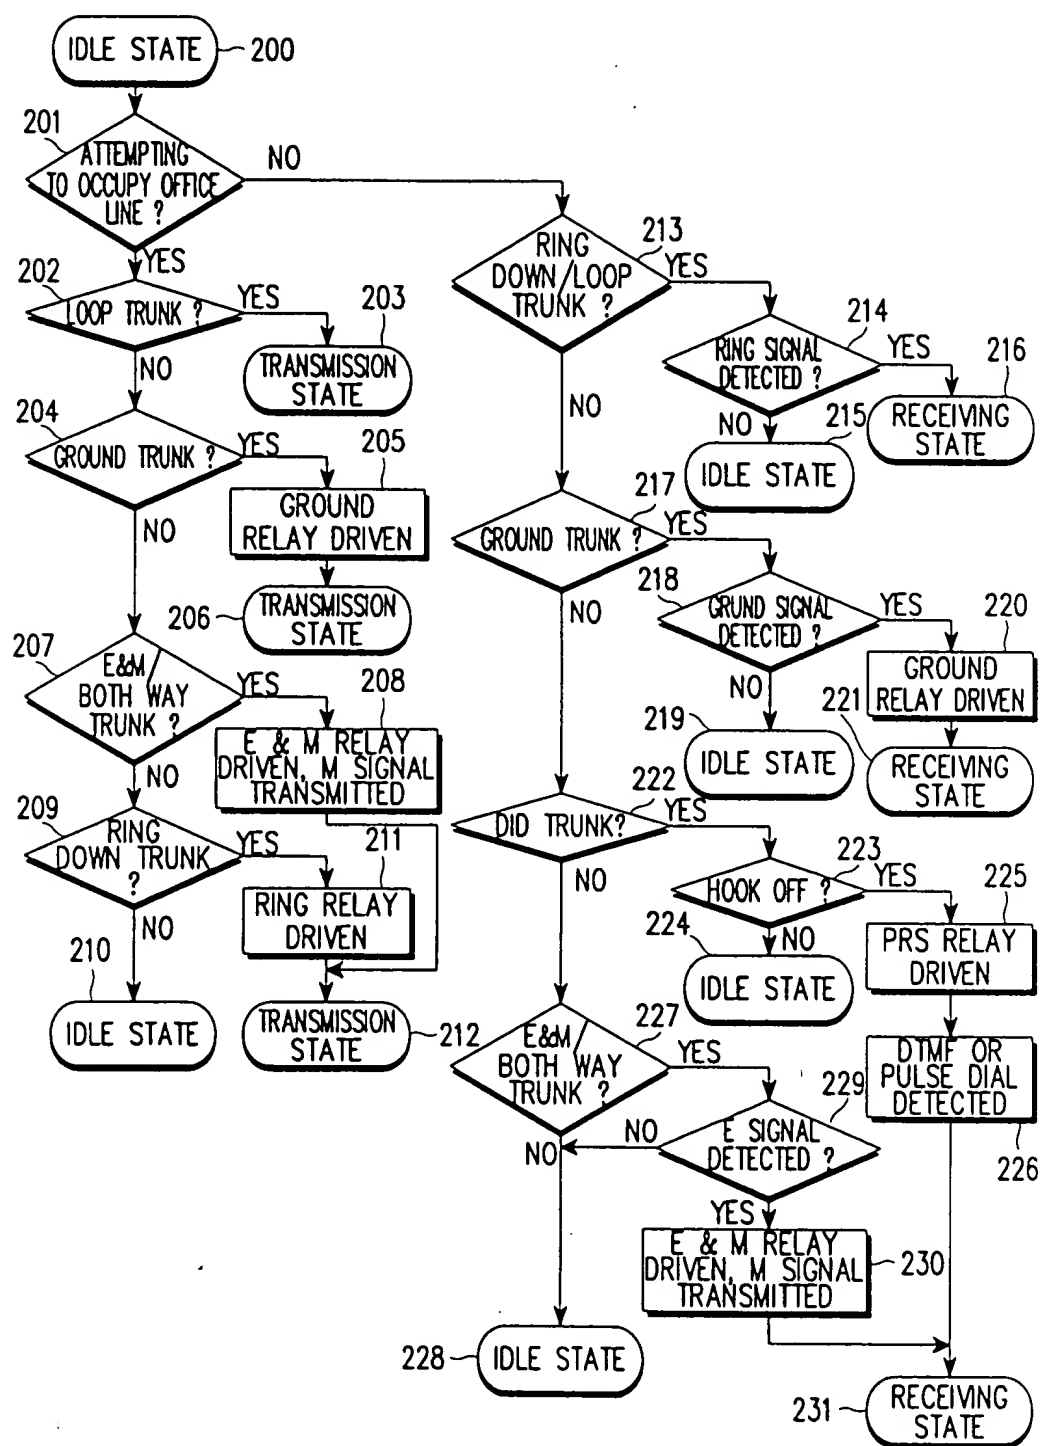 IDLE STATE
200
201
ATTEMPTING
TO OCCUPY OFFICE
LINE ?
NO
YES
202
LOOP TRUNK ?
YES
203
TRANSMISSION
STATE
NO
204
GROUND TRUNK ?
YES
205
GROUND
RELAY DRIVEN
206
TRANSMISSION
STATE
NO
207
E&M/
BOTH WAY
TRUNK ?
YES
208
E & M RELAY
DRIVEN, M SIGNAL
TRANSMITTED
NO
209
RING
DOWN TRUNK
?
YES
211
RING RELAY
DRIVEN
NO
210
IDLE STATE
TRANSMISSION
STATE
212
RING
DOWN/LOOP
TRUNK ?
213
YES
214
RING SIGNAL
DETECTED ?
YES
216
RECEIVING
STATE
NO
215
IDLE STATE
NO
217
GROUND TRUNK ?
YES
218
GRUND SIGNAL
DETECTED ?
YES
220
GROUND
RELAY DRIVEN
221
RECEIVING
STATE
NO
219
IDLE STATE
NO
222
DID TRUNK?
YES
223
HOOK OFF ?
YES
225
PRS RELAY
DRIVEN
NO
224
IDLE STATE
DTMF OR
PULSE DIAL
DETECTED
226
NO
227
E&M/
BOTH WAY
TRUNK ?
YES
229
E SIGNAL
DETECTED ?
NO
NO
YES
E & M RELAY
DRIVEN, M SIGNAL
TRANSMITTED
230
228
IDLE STATE
231
RECEIVING
STATE